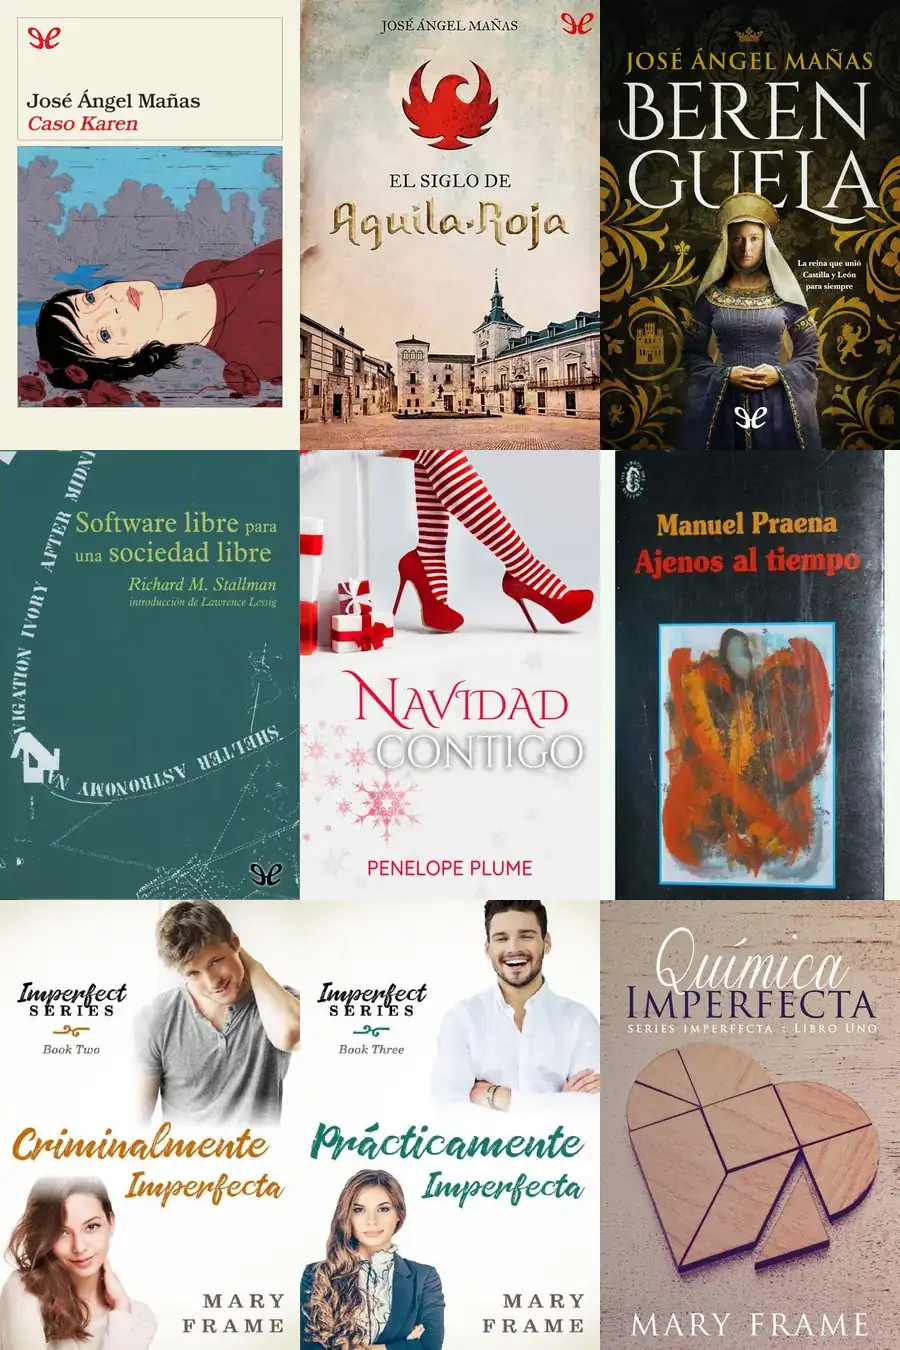 José Ángel Mañas
Caso Karen
JOSÉ ÁNGEL MAÑAS
EL SIGLO DE
Aguila Roja
JOSÉ ÁNGEL MAÑAS
BEREN
GUELA
La reina que unió
Castilla y León
para siempre
VIGATION IVORY AFTER MIDNI
Software libre para
una sociedad libre
Richard M. Stallman
introducción de Lawrence Lessig
SHELTER ASTRONOMY NA
4
NAVIDAD
CONTIGO
PENELOPE PLUME
Manuel Praena
Ajenos al tiempo
Imperfect
SERIES
Book Two
Criminalmente
Imperfecta
MARY
FRAME
Imperfect
SERIES
Book Three
Prácticamente
Imperfecta
MARY
FRAME
Química
IMPERFECTA
SERIES IMPERFECTA : LIBRO UNO
MARY FRAME